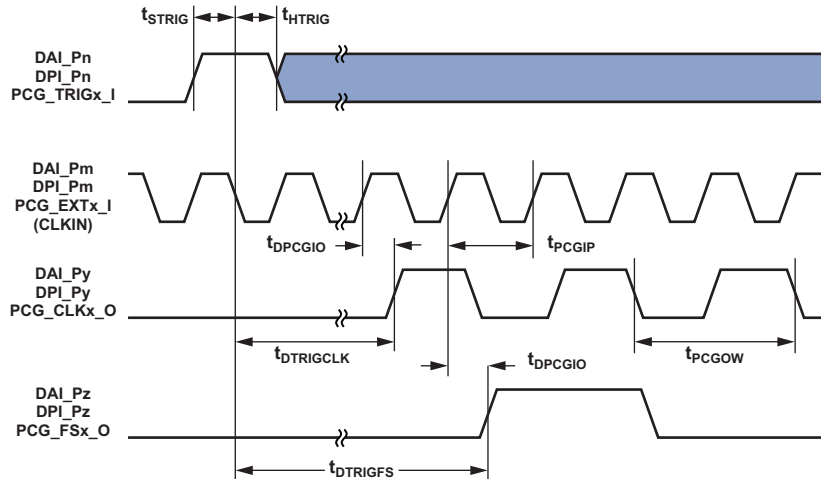 tSTRIG tHTRIG
DAI_Pn
DPI_Pn
PCG_TRIGx_I
DAI_Pm
DPI_Pm
PCG_EXTx_I
(CLKIN)
tDPCGIO tPCGIP
DAI_Py
DPI_Py
PCG_CLKx_O
tDTRIGCLK tDPCGIO tPCGOW
DAI_Pz
DPI_Pz
PCG_FSx_O
tDTRIGFS